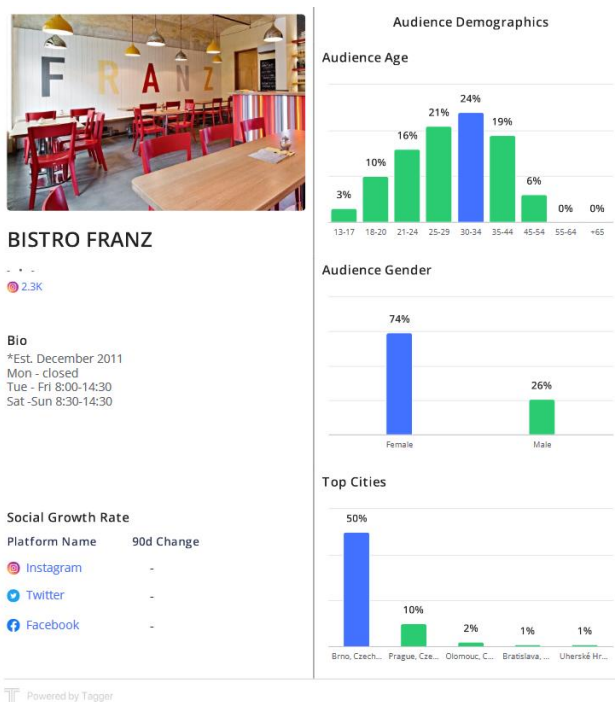 FRANZ
BISTRO FRANZ
- • -
2.3K
Bio
*Est. December 2011
Mon - closed
Tue - Fri 8:00-14:30
Sat -Sun 8:30-14:30
Social Growth Rate
Platform Name 90d Change
Instagram -
Twitter -
Facebook -
Audience Demographics
Audience Age
3% 10% 16% 21% 24% 19% 6% 0% 0%
13-17 18-20 21-24 25-29 30-34 35-44 45-54 55-64 +65
Audience Gender
74% 26%
Female Male
Top Cities
50% 10% 2% 1% 1%
Brno, Czech... Prague, Cze... Olomouc, C... Bratislava, ... Uherské Hr...
Powered by Tagger